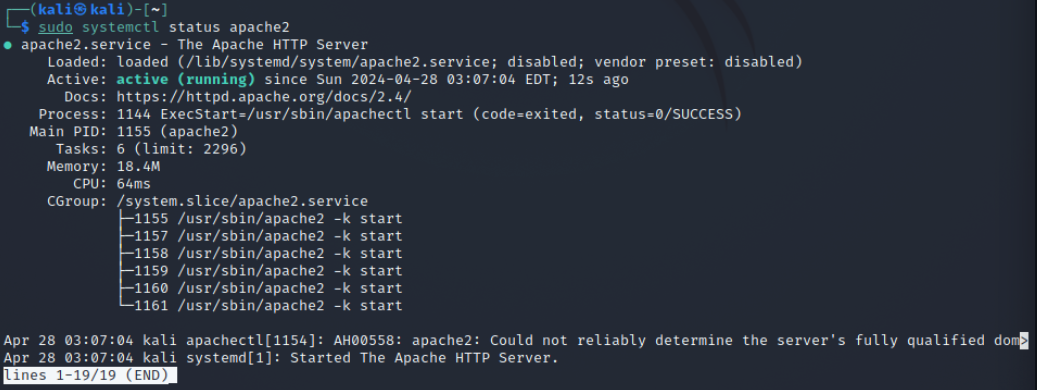 ┌──(kali㉿kali)-[~]
└─$ sudo systemctl status apache2
● apache2.service - The Apache HTTP Server
     Loaded: loaded (/lib/systemd/system/apache2.service; disabled; vendor preset: disabled)
     Active: active (running) since Sun 2024-04-28 03:07:04 EDT; 12s ago
       Docs: https://httpd.apache.org/docs/2.4/
    Process: 1144 ExecStart=/usr/sbin/apachectl start (code=exited, status=0/SUCCESS)
   Main PID: 1155 (apache2)
      Tasks: 6 (limit: 2296)
     Memory: 18.4M
        CPU: 64ms
     CGroup: /system.slice/apache2.service
             ├─1155 /usr/sbin/apache2 -k start
             ├─1157 /usr/sbin/apache2 -k start
             ├─1158 /usr/sbin/apache2 -k start
             ├─1159 /usr/sbin/apache2 -k start
             ├─1160 /usr/sbin/apache2 -k start
             └─1161 /usr/sbin/apache2 -k start
Apr 28 03:07:04 kali apachectl[1154]: AH00558: apache2: Could not reliably determine the server's fully qualified dom>
Apr 28 03:07:04 kali systemd[1]: Started The Apache HTTP Server.
lines 1-19/19 (END)